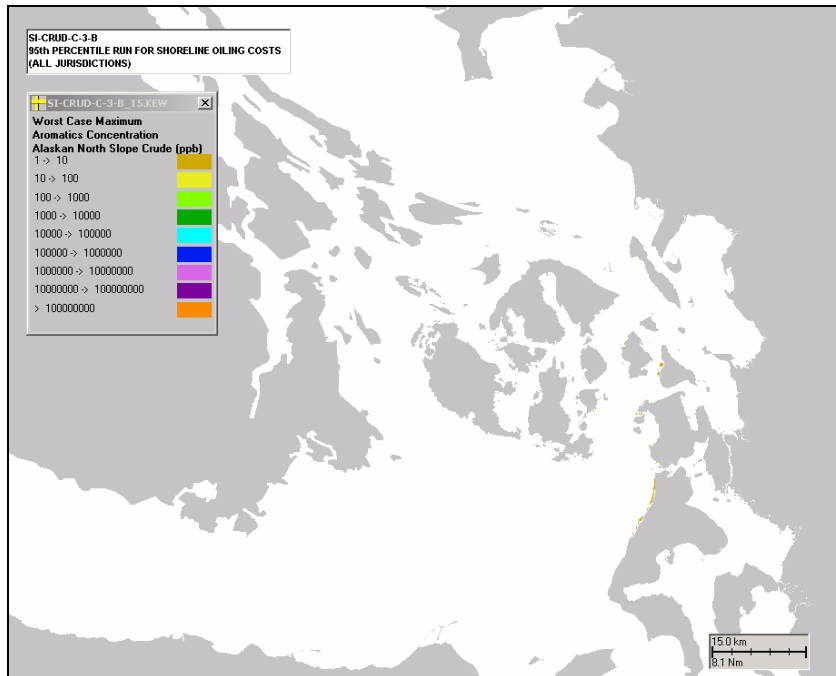 SI-CRUD-C-3-B
95th PERCENTILE RUN FOR SHORELINE OILING COSTS
(ALL JURISDICTIONS)
SI-CRUD-C-3-B_15.KEW
Worst Case Maximum
Aromatics Concentration
Alaskan North Slope Crude (ppb)
1 -> 10
10 -> 100
100 -> 1000
1000 -> 10000
10000 -> 100000
100000 -> 1000000
1000000 -> 10000000
10000000 -> 100000000
> 100000000
15.0 km
8.1 Nm